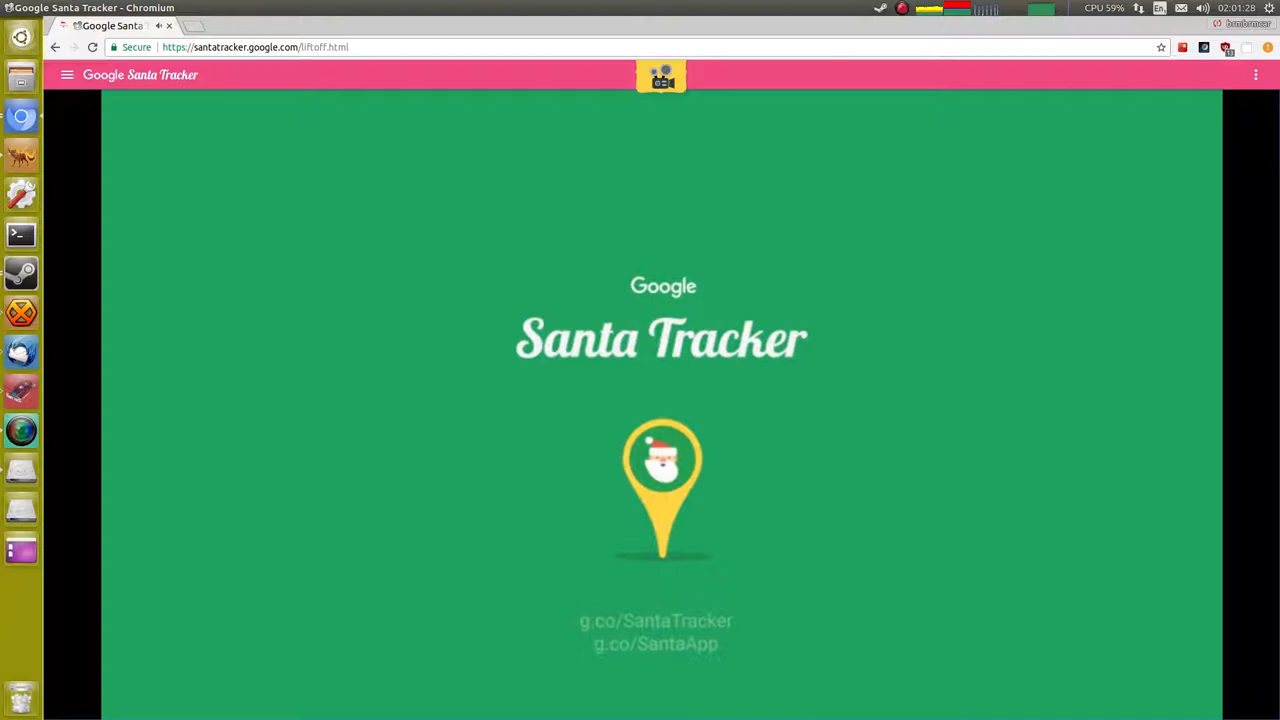 Google Santa Tracker - Chromium
CPU 59%
En
02:01:28
Google Santa
Secure
https://santatracker.google.com/liftoff.html
Google Santa Tracker
Google
Santa Tracker
g.co/SantaTracker
g.co/SantaApp